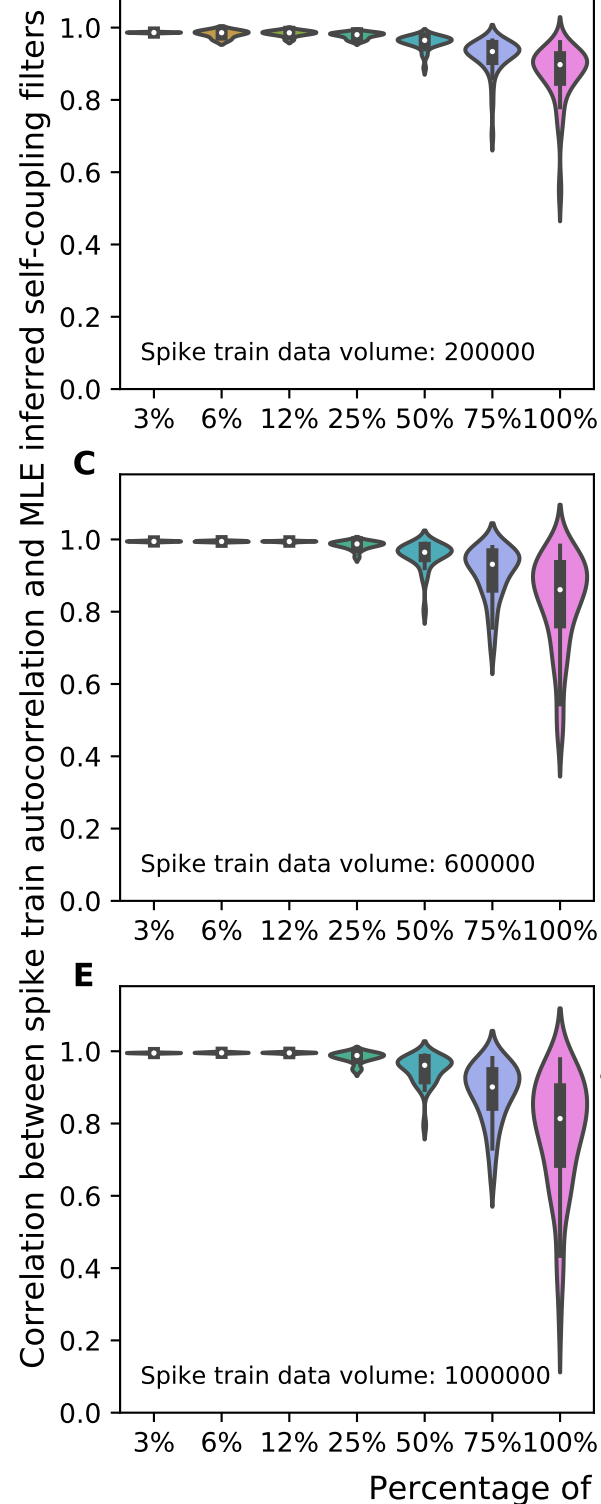 Correlation between spike train autocorrelation and MLE inferred self-coupling filters
1.0
0.8
0.6
0.4
0.2
0.0
Spike train data volume: 200000
3% 6% 12% 25% 50% 75% 100%
C
1.0
0.8
0.6
0.4
0.2
0.0
Spike train data volume: 600000
3% 6% 12% 25% 50% 75% 100%
E
1.0
0.8
0.6
0.4
0.2
0.0
Spike train data volume: 1000000
3% 6% 12% 25% 50% 75% 100%
Percentage of